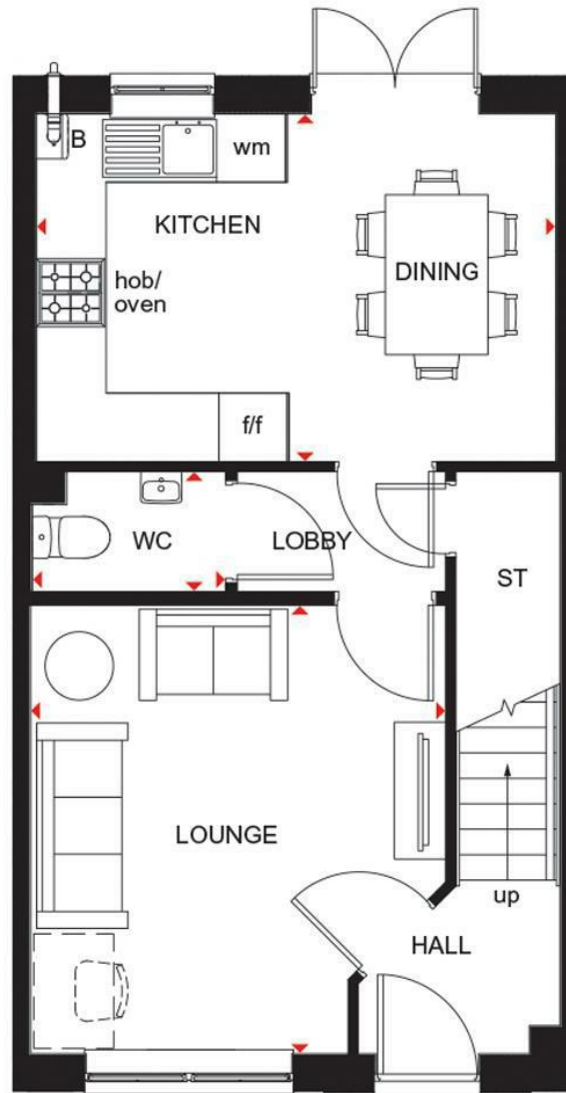 B
wm
KITCHEN
DINING
hob/
oven
f/f
WC
LOBBY
ST
LOUNGE
up
HALL